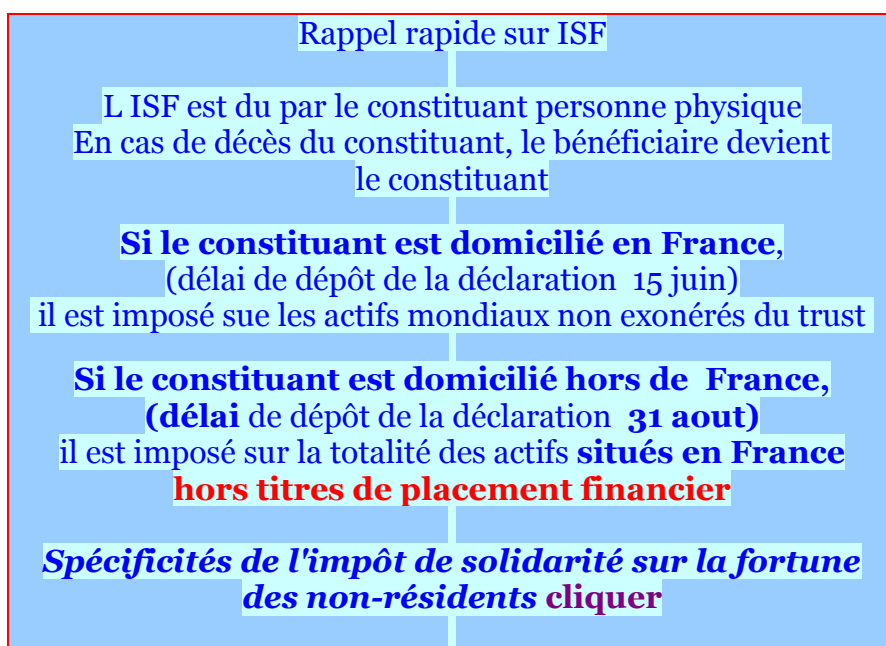 Rappel rapide sur ISF
L ISF est du par le constituant personne physique
En cas de décès du constituant, le bénéficiaire devient
le constituant
Si le constituant est domicilié en France,
(délai de dépôt de la déclaration 15 juin)
il est imposé sue les actifs mondiaux non exonérés du trust
Si le constituant est domicilié hors de France,
(délai de dépôt de la déclaration 31 aout)
il est imposé sur la totalité des actifs situés en France
hors titres de placement financier
Spécificités de l'impôt de solidarité sur la fortune
des non-résidents cliquer